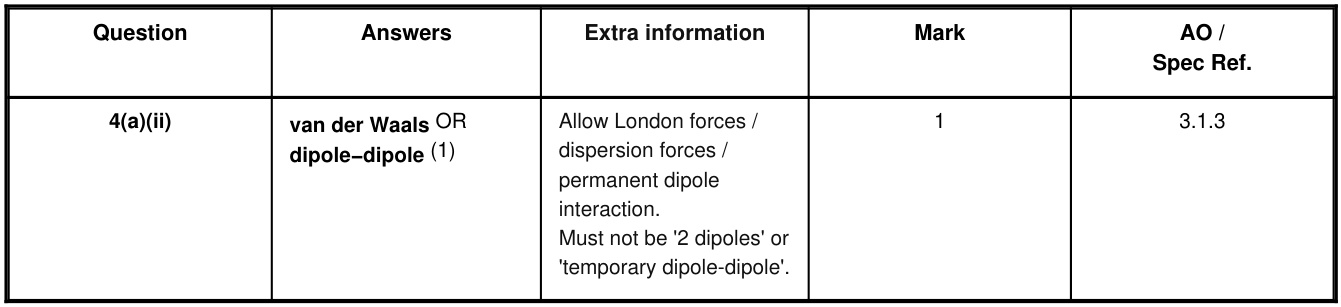 Question Answers Extra information Mark AO /
Spec Ref.
4(a)(ii) van der Waals OR Allow London forces / 1 3.1.3
dipole–dipole (1) dispersion forces /
permanent dipole
interaction.
Must not be '2 dipoles' or
'temporary dipole-dipole'.